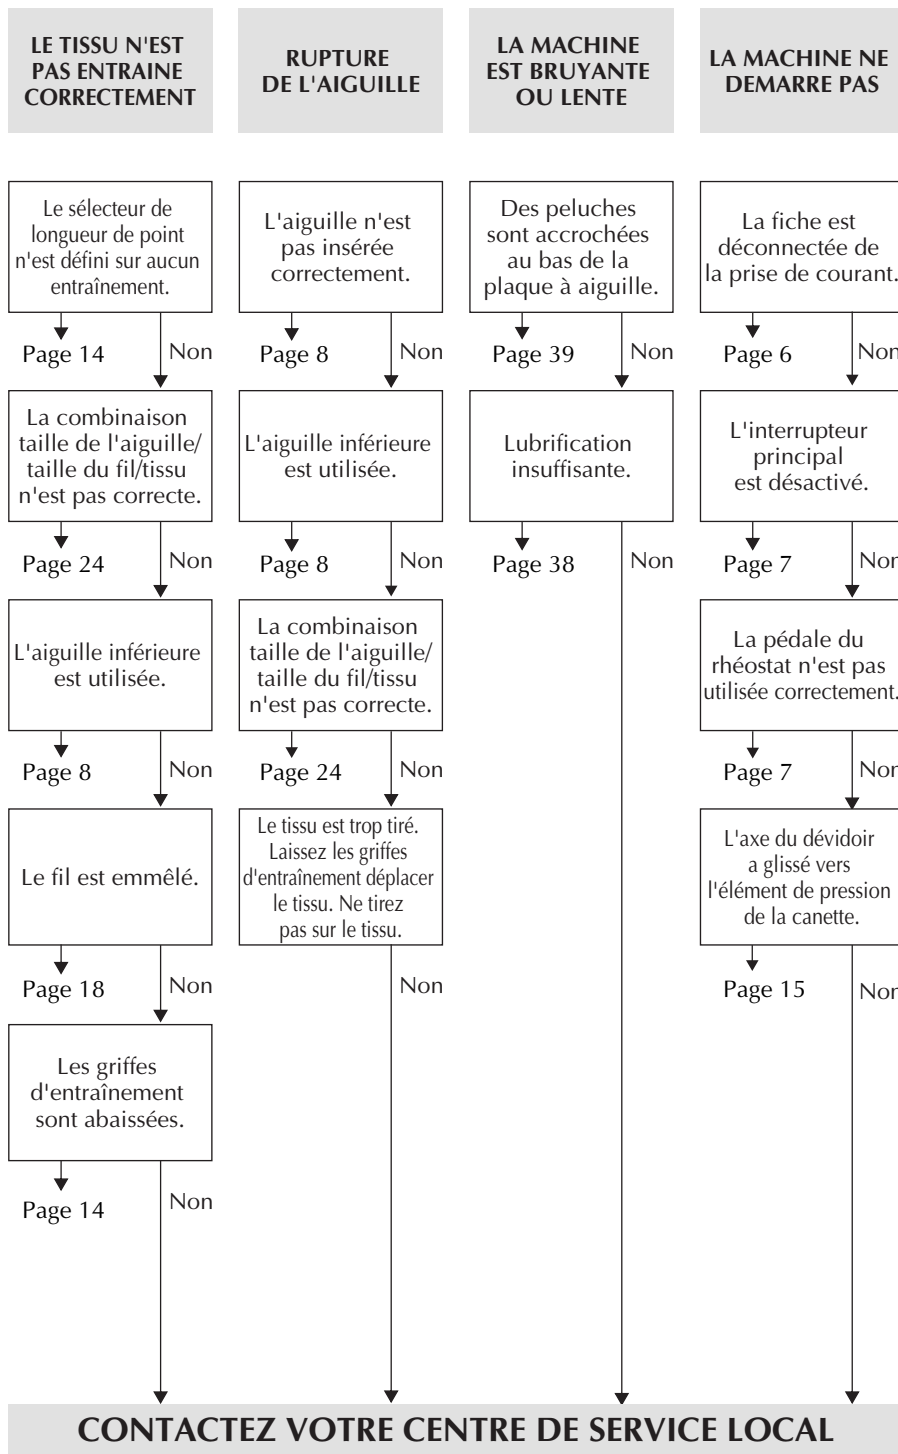 LE TISSU N'EST
PAS ENTRAINE
CORRECTEMENT
Le sélecteur de
longueur de point
n'est défini sur aucun
entraînement.
Page 14
Non
La combinaison
taille de l'aiguille/
taille du fil/tissu
n'est pas correcte.
Page 24
Non
L'aiguille inférieure
est utilisée.
Page 8
Non
Le fil est emmêlé.
Page 18
Non
Les griffes
d'entraînement
sont abaissées.
Page 14
Non
RUPTURE
DE L'AIGUILLE
L'aiguille n'est
pas insérée
correctement.
Page 8
Non
L'aiguille inférieure
est utilisée.
Page 8
Non
La combinaison
taille de l'aiguille/
taille du fil/tissu
n'est pas correcte.
Page 24
Non
Le tissu est trop tiré.
Laissez les griffes
d'entraînement déplacer
le tissu. Ne tirez
pas sur le tissu.
Non
LA MACHINE
EST BRUYANTE
OU LENTE
Des peluches
sont accrochées
au bas de la
plaque à aiguille.
Page 39
Non
Lubrification
insuffisante.
Page 38
Non
LA MACHINE NE
DEMARRE PAS
La fiche est
déconnectée de
la prise de courant.
Page 6
Non
L'interrupteur
principal
est désactivé.
Page 7
Non
La pédale du
rhéostat n'est pas
utilisée correctement.
Page 7
Non
L'axe du dévidoir
a glissé vers
l'élément de pression
de la canette.
Page 15
Non
CONTACTEZ VOTRE CENTRE DE SERVICE LOCAL